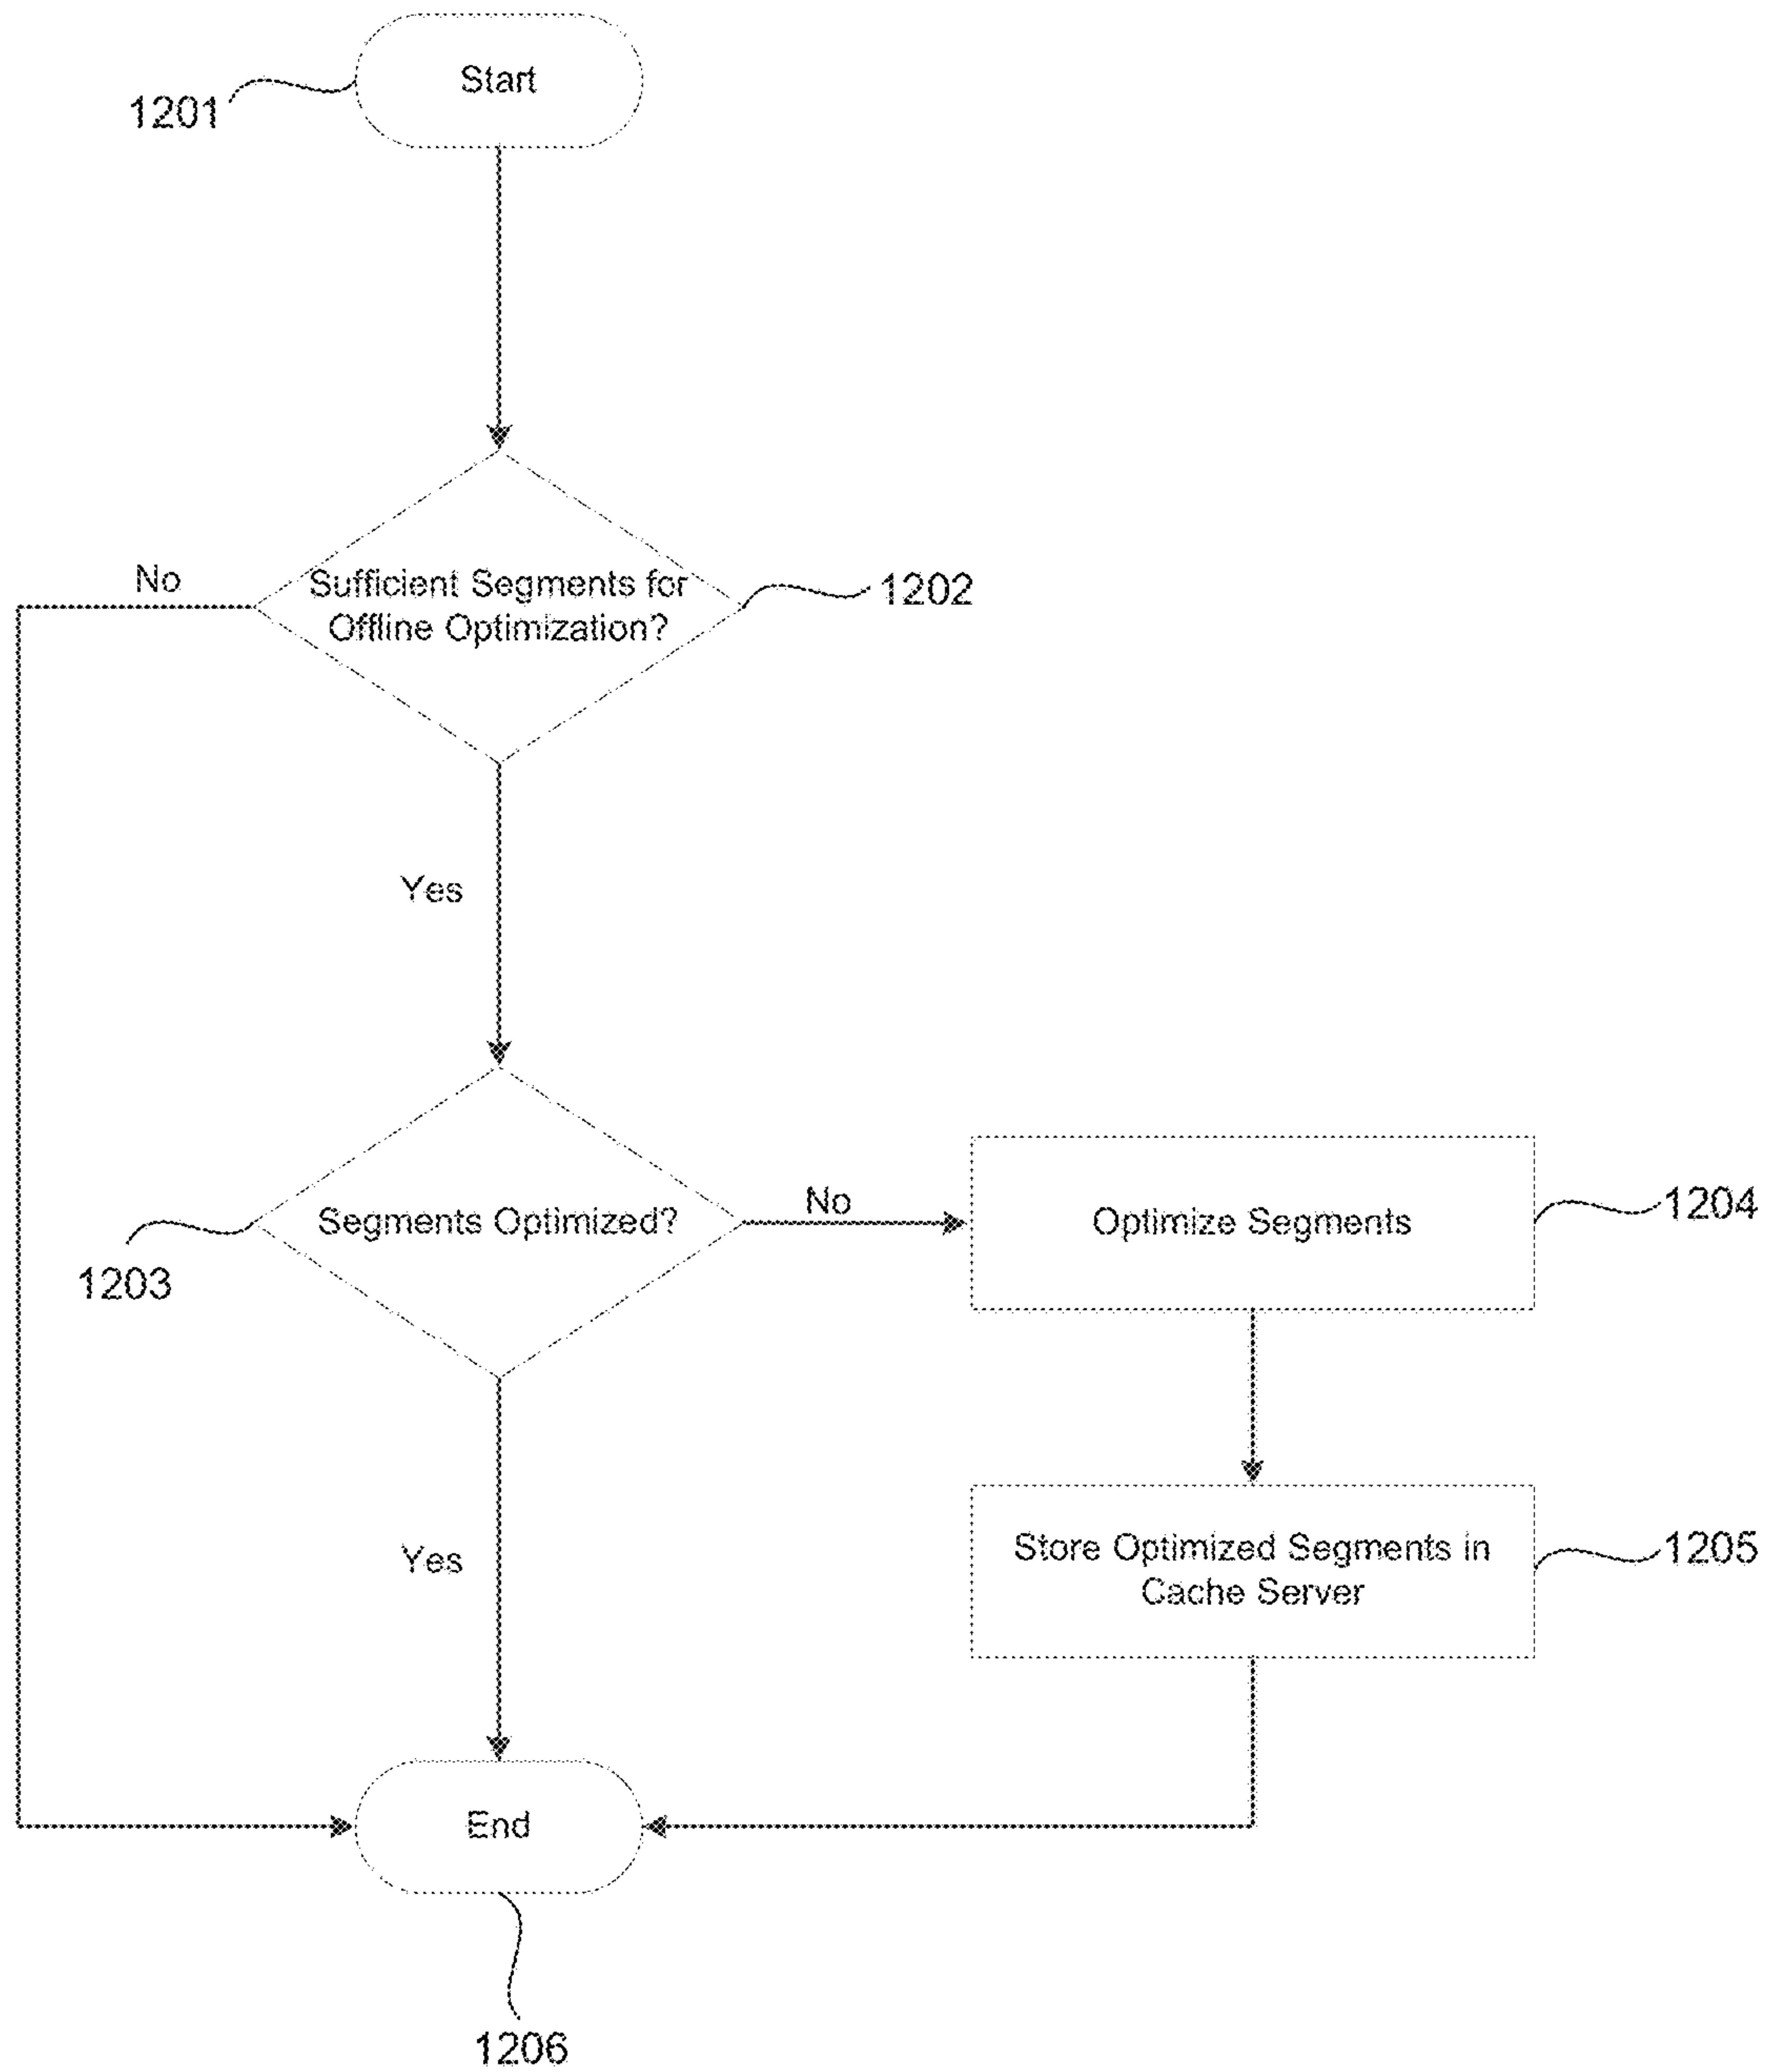 Start
1201
No
Sufficient Segments for
Offline Optimization?
1202
Yes
Segments Optimized?
1203
No
Optimize Segments
1204
Yes
Store Optimized Segments in
Cache Server
1205
End
1206